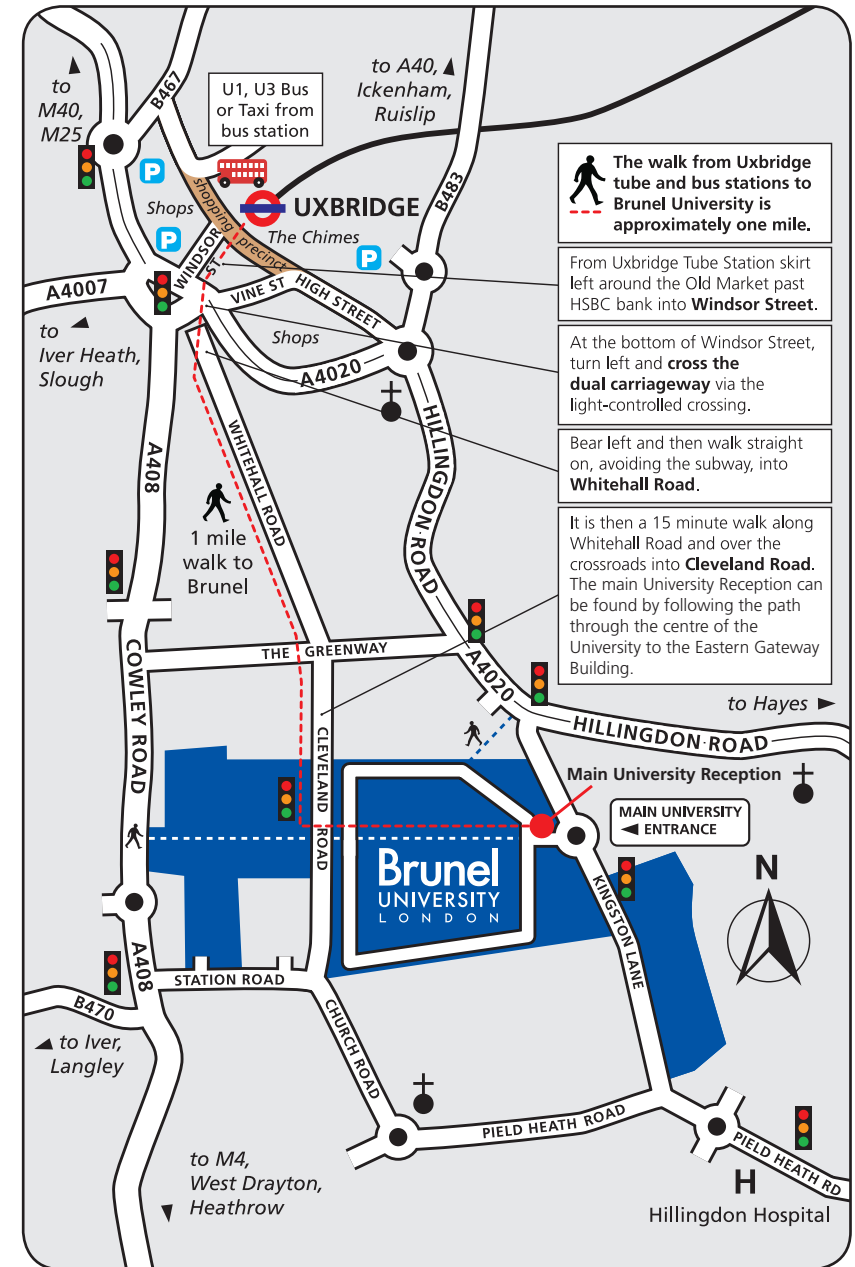 to
M40,
M25
B467
U1, U3 Bus
or Taxi from
bus station
to A40,
Ickenham,
Ruislip
B483
P
Shops
shopping
precinct
UXBRIDGE
The Chimes
P
P
WINDSOR
ST.
VINE ST
HIGH STREET
A4007
to
Iver Heath,
Slough
Shops
A4020
The walk from Uxbridge
tube and bus stations to
Brunel University is
approximately one mile.
From Uxbridge Tube Station skirt
left around the Old Market past
HSBC bank into Windsor Street.
At the bottom of Windsor Street,
turn left and cross the
dual carriageway via the
light-controlled crossing.
Bear left and then walk straight
on, avoiding the subway, into
Whitehall Road.
It is then a 15 minute walk along
Whitehall Road and over the
crossroads into Cleveland Road.
The main University Reception can
be found by following the path
through the centre of the
University to the Eastern Gateway
Building.
A408
WHITEHALL ROAD
HILLINGDON ROAD
1 mile
walk to
Brunel
THE GREENWAY
A4020
COWLEY ROAD
to Hayes
HILLINGDON ROAD
CLEVELAND ROAD
Main University Reception
MAIN UNIVERSITY
ENTRANCE
Brunel
UNIVERSITY
LONDON
KINGSTON LANE
N
A408
STATION ROAD
B470
to Iver,
Langley
CHURCH ROAD
PIELD HEATH ROAD
PIELD HEATH RD
to M4,
West Drayton,
Heathrow
H
Hillingdon Hospital